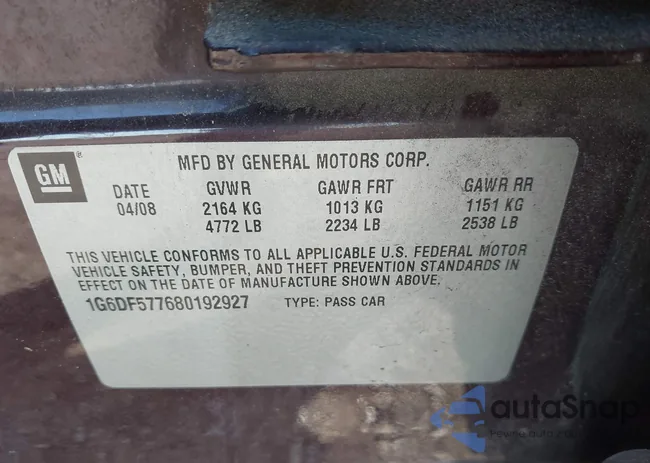 GM
MFD BY GENERAL MOTORS CORP.
DATE GVWR GAWR FRT GAWR RR
04/08 2164 KG 1013 KG 1151 KG
4772 LB 2234 LB 2538 LB
THIS VEHICLE CONFORMS TO ALL APPLICABLE U.S. FEDERAL MOTOR
VEHICLE SAFETY, BUMPER, AND THEFT PREVENTION STANDARDS IN
EFFECT ON THE DATE OF MANUFACTURE SHOWN ABOVE.
1G6DF577680192927 TYPE: PASS CAR
autoSnap
Pewne auto z